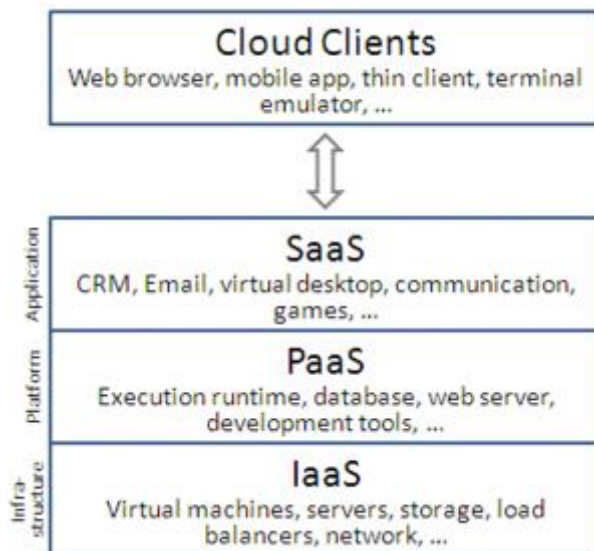 Cloud Clients
Web browser, mobile app, thin client, terminal
emulator, ...
Application
SaaS
CRM, Email, virtual desktop, communication,
games, ...
Platform
PaaS
Execution runtime, database, web server,
development tools, ...
Infra-
structure
IaaS
Virtual machines, servers, storage, load
balancers, network, ...